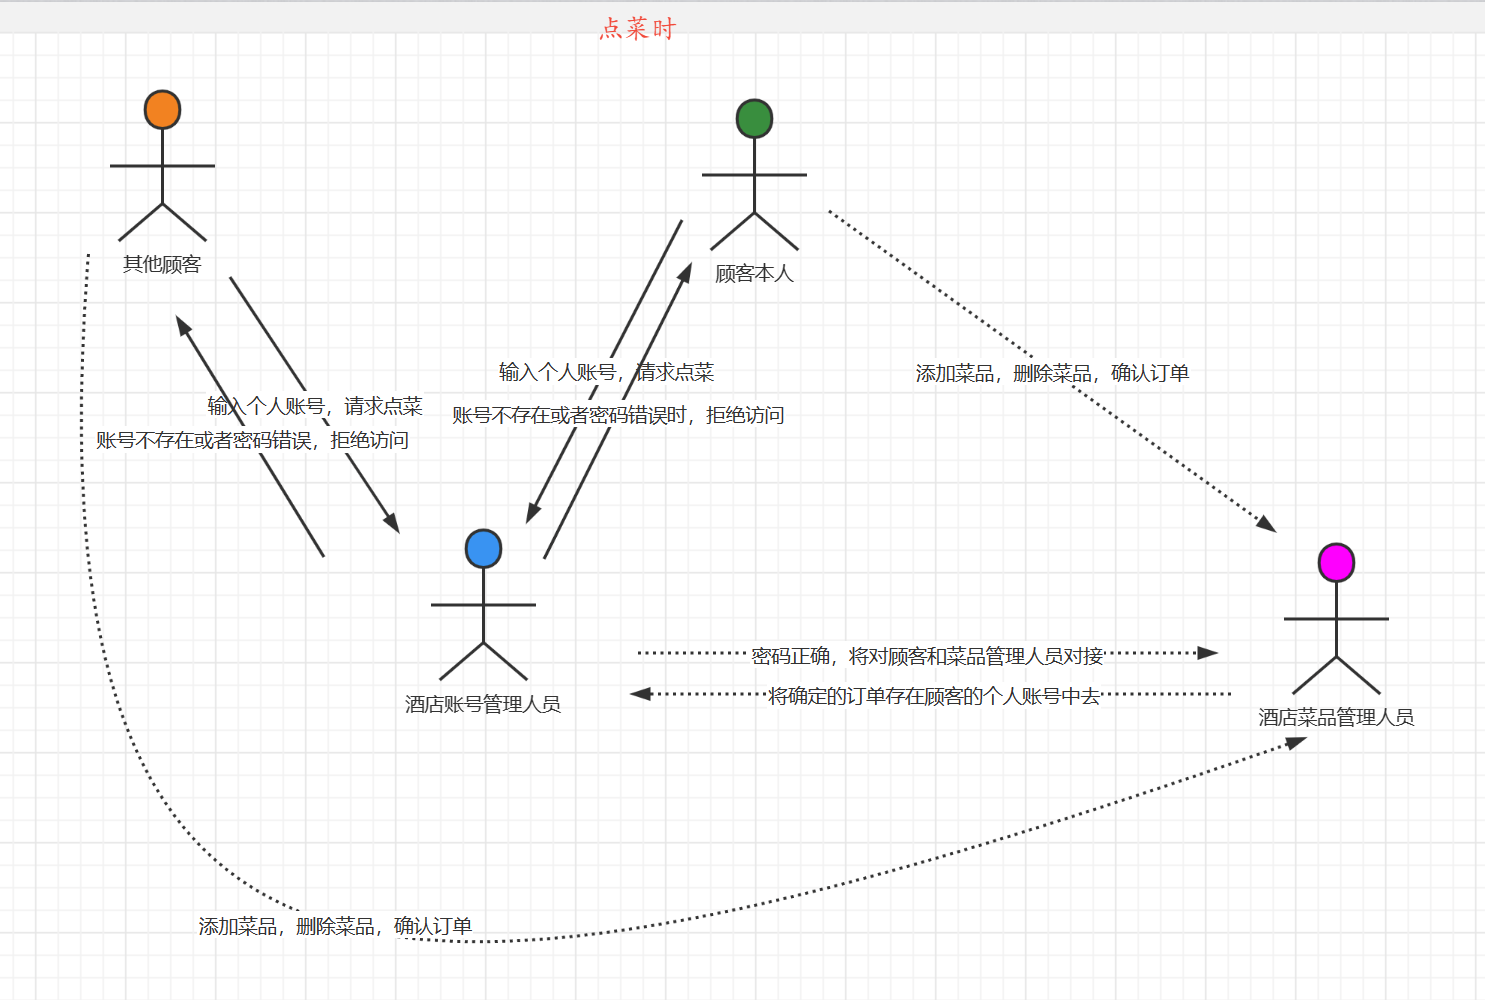 点菜时
其他顾客
顾客本人
输入个人账号，请求点菜
添加菜品，删除菜品，确认订单
输入个人账号，请求点菜
账号不存在或者密码错误时，拒绝访问
账号不存在或者密码错误，拒绝访问
密码正确，将对顾客和菜品管理人员对接
将确定的订单存在顾客的个人账号中去
酒店账号管理人员
酒店菜品管理人员
添加菜品，删除菜品，确认订单